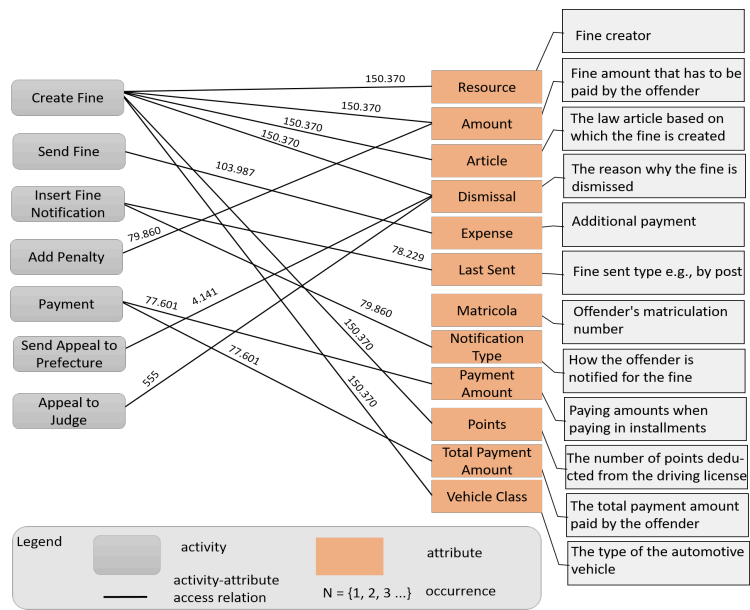 Create Fine
Send Fine
Insert Fine
Notification
Add Penalty
Payment
Send Appeal to
Prefecture
Appeal to
Judge
150.370
150.370
150.370
150.370
103.987
79.860
78.229
77.601
4.141
79.860
150.370
77.601
555
150.370
Resource
Amount
Article
Dismissal
Expense
Last Sent
Matricola
Notification
Type
Payment
Amount
Points
Total Payment
Amount
Vehicle Class
Fine creator
Fine amount that has to be
paid by the offender
The law article based on
which the fine is created
The reason why the fine is
dismissed
Additional payment
Fine sent type e.g., by post
Offender's matriculation
number
How the offender is
notified for the fine
Paying amounts when
paying in installments
The number of points dedu-
cted from the driving license
The total payment amount
paid by the offender
The type of the automotive
vehicle
Legend
activity
attribute
activity-attribute
access relation
N = {1, 2, 3 ...}
occurrence